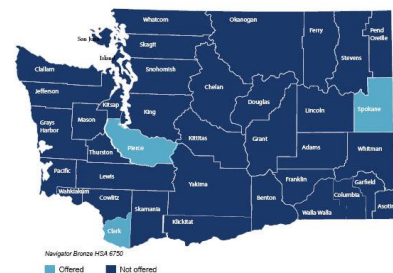 Whatcom
Okanogan
Ferry
Pend
Oreille
San Ju
Skagit
Stevens
Island
Clallam
Snohomish
Jefferson
Chelan
Kitsap
King
Douglas
Lincoln
Spokane
Grays
Harbor
Mason
Pierce
Kittitas
Grant
Adams
Whitman
Thurston
Pacific
Lewis
Yakima
Franklin
Garfield
Wahkiakum
Cowlitz
Skamania
Benton
Columbia
Walla Walla
Asotin
Klickitat
Clark
Navigator Bronze HSA 6750
Offered Not offered